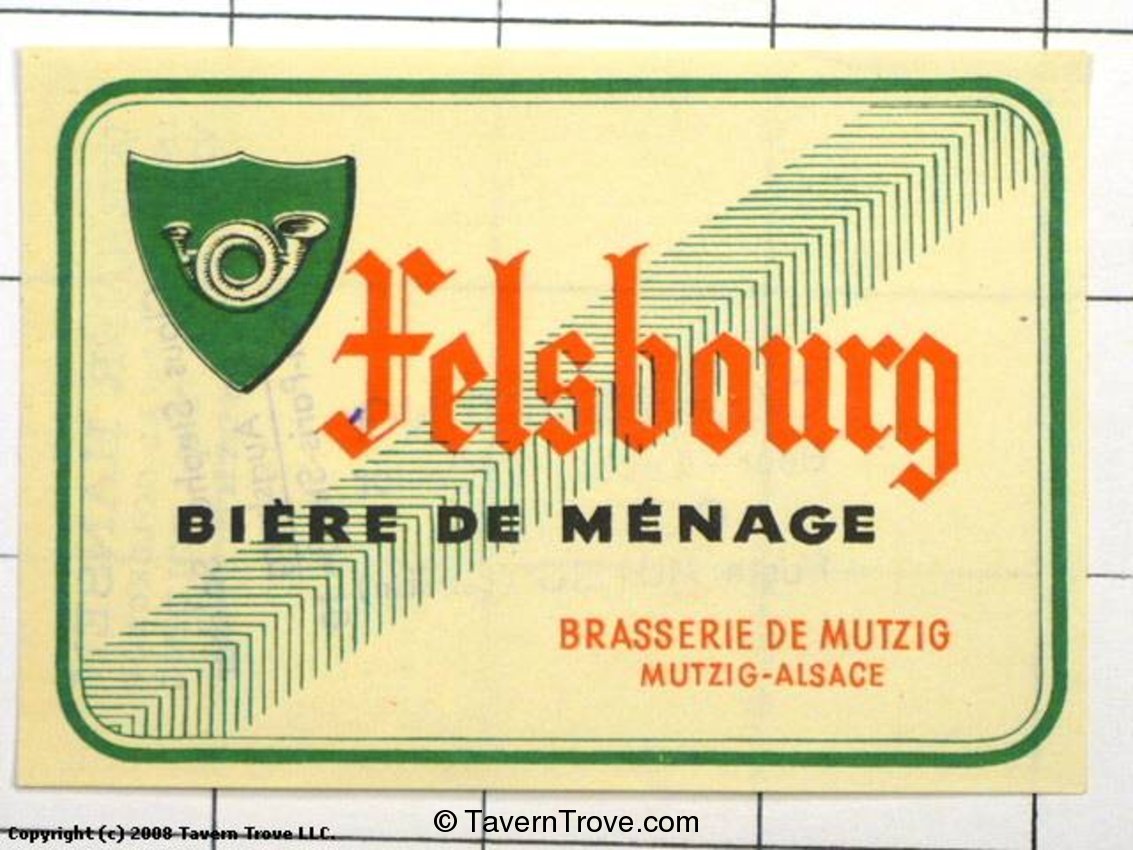 Felsbourg
BIÈRE DE MÉNAGE
BRASSERIE DE MUTZIG
MUTZIG-ALSACE
© TavernTrove.com
Copyright (c) 2008 Tavern Trove LLC.